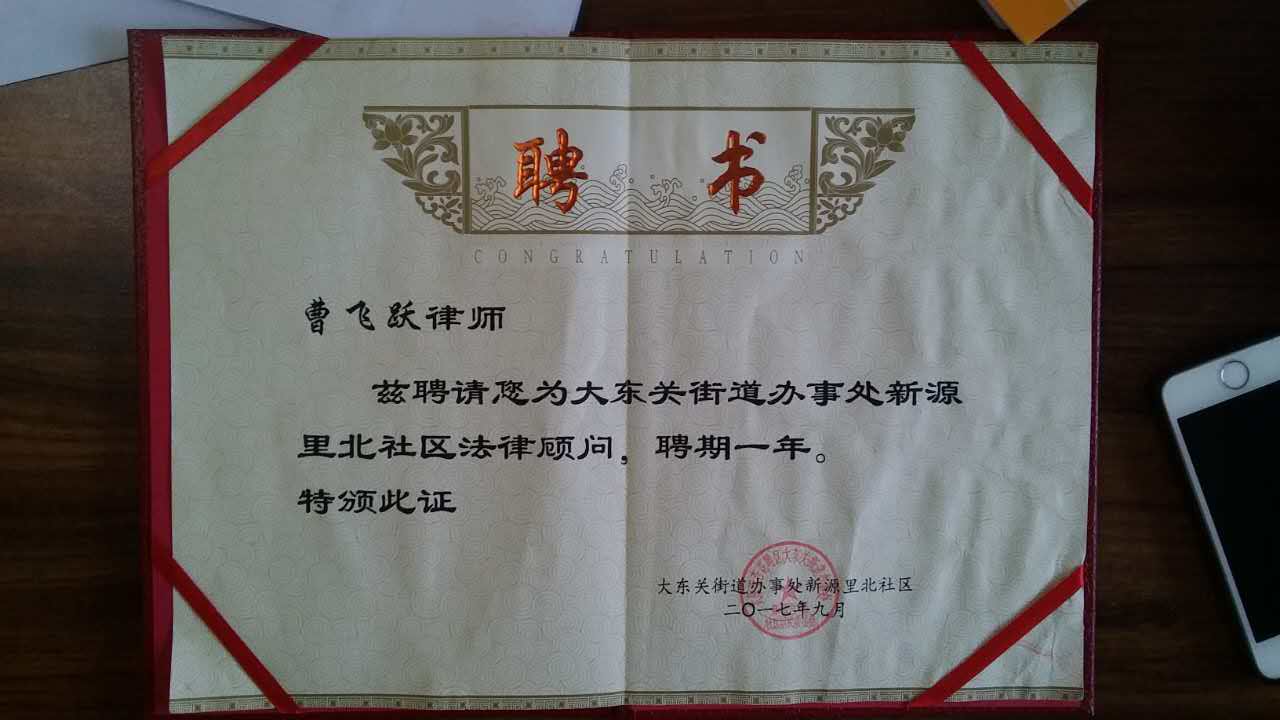 聘 书
CONGRATULATION
曹飞跃律师
兹聘请您为大东关街道办事处新源
里北社区法律顾问，聘期一年。
特颁此证
大东关街道办事处新源里北社区
二〇一七年九月